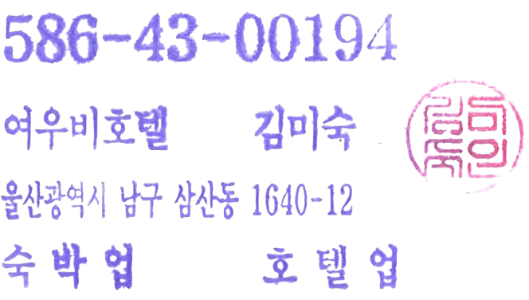 586-43-00194
여우비호텔 김미숙
울산광역시 남구 삼산동 1640-12
숙박업 호텔업